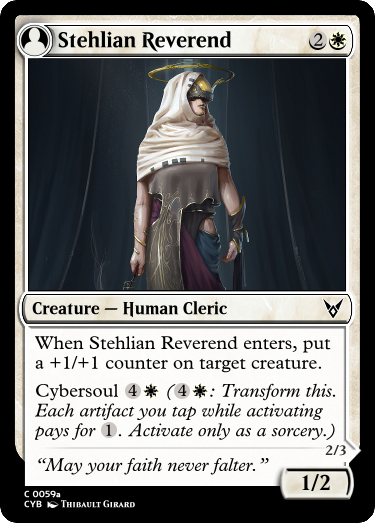 Stehlian Reverend 2
Creature — Human Cleric
When Stehlian Reverend enters, put
a +1/+1 counter on target creature.
Cybersoul 4 (4: Transform this.
Each artifact you tap while activating
pays for 1. Activate only as a sorcery.)
2/3
“May your faith never falter.”
1/2
C 0059a
CYB Thibault Girard